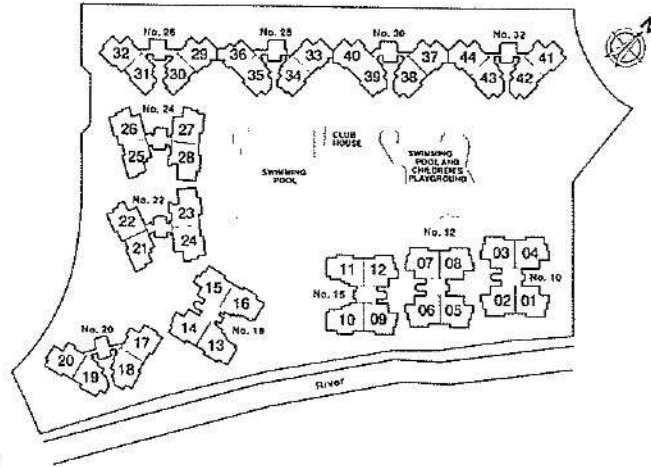 No. 26
No. 28
No. 30
No. 32
N
32
29
36
33
40
37
44
41
31
30
35
34
39
38
43
42
No. 24
26
27
25
28
CLUB
HOUSE
SWIMMING
POOL
SWIMMING
POOL AND
CHILDREN'S
PLAYGROUND
No. 22
22
23
21
24
No. 12
11
12
07
08
03
04
No. 15
No. 10
10
09
06
05
02
01
15
16
14
13
No. 18
No. 20
17
20
19
18
River